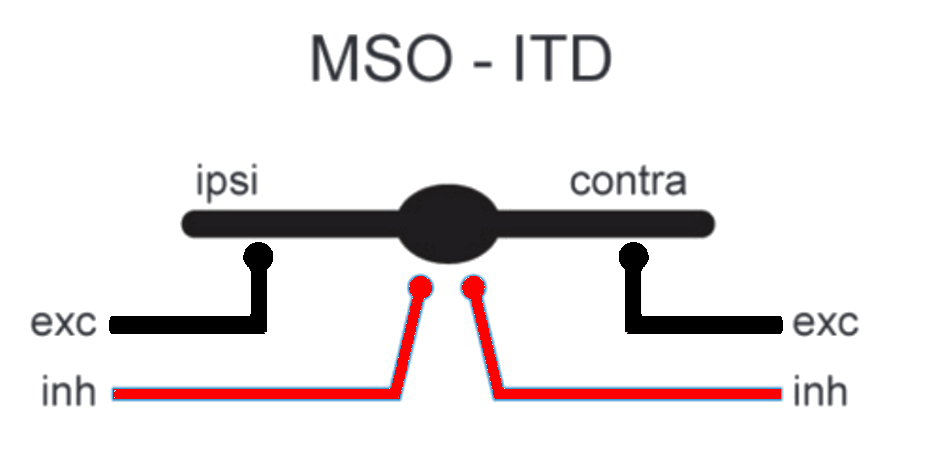 MSO - ITD
ipsi contra
exc exc
inh inh